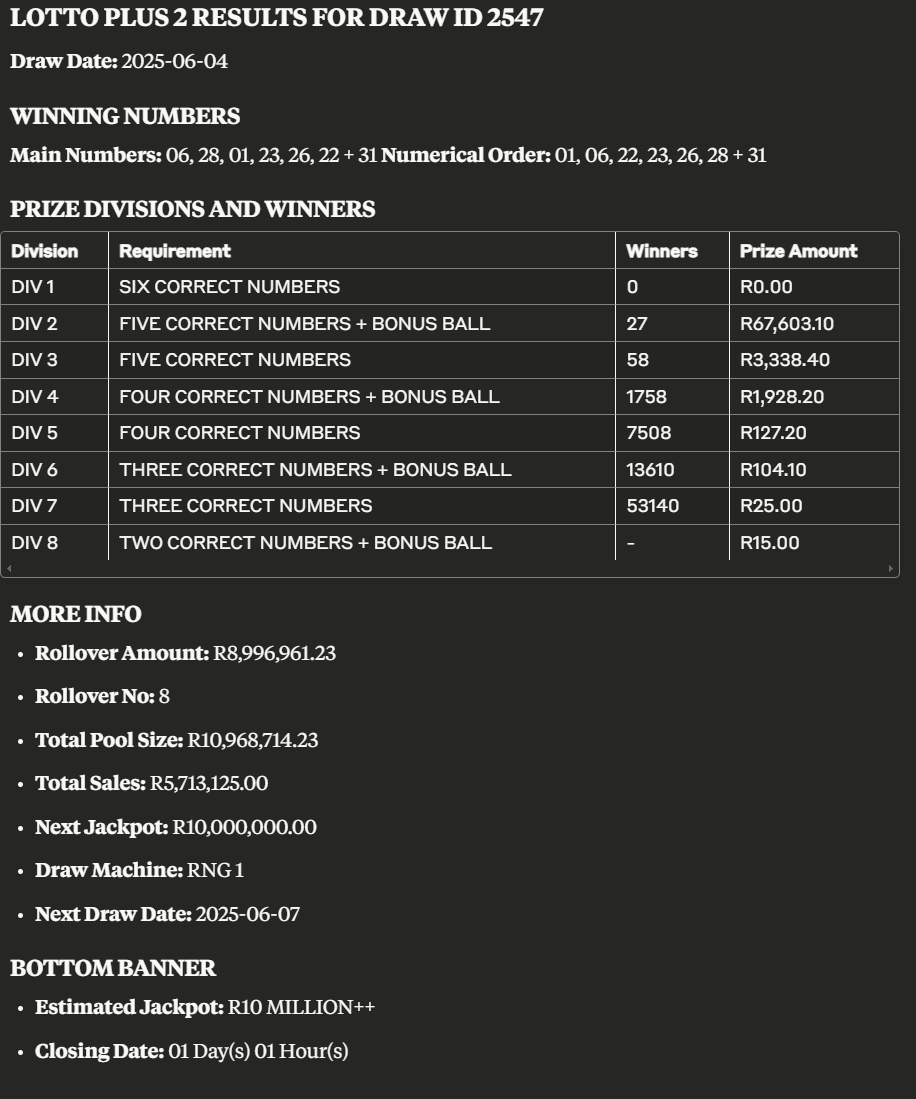 LOTTO PLUS 2 RESULTS FOR DRAW ID 2547
Draw Date: 2025-06-04
WINNING NUMBERS
Main Numbers: 06, 28, 01, 23, 26, 22 + 31 Numerical Order: 01, 06, 22, 23, 26, 28 + 31
PRIZE DIVISIONS AND WINNERS
Division Requirement Winners Prize Amount
DIV 1 SIX CORRECT NUMBERS 0 R0.00
DIV 2 FIVE CORRECT NUMBERS + BONUS BALL 27 R67,603.10
DIV 3 FIVE CORRECT NUMBERS 58 R3,338.40
DIV 4 FOUR CORRECT NUMBERS + BONUS BALL 1758 R1,928.20
DIV 5 FOUR CORRECT NUMBERS 7508 R127.20
DIV 6 THREE CORRECT NUMBERS + BONUS BALL 13610 R104.10
DIV 7 THREE CORRECT NUMBERS 53140 R25.00
DIV 8 TWO CORRECT NUMBERS + BONUS BALL - R15.00
MORE INFO
• Rollover Amount: R8,996,961.23
• Rollover No: 8
• Total Pool Size: R10,968,714.23
• Total Sales: R5,713,125.00
• Next Jackpot: R10,000,000.00
• Draw Machine: RNG 1
• Next Draw Date: 2025-06-07
BOTTOM BANNER
• Estimated Jackpot: R10 MILLION++
• Closing Date: 01 Day(s) 01 Hour(s)